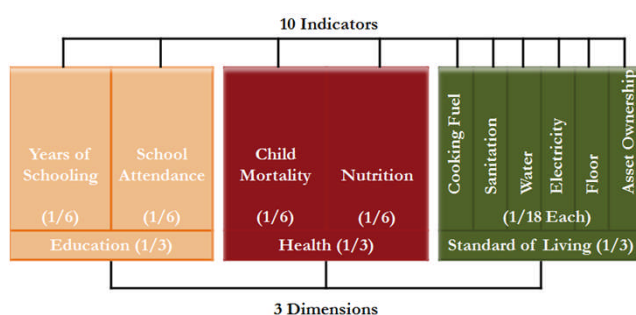 10 Indicators
Years of
Schooling
(1/6)
School
Attendance
(1/6)
Education (1/3)
Child
Mortality
(1/6)
Nutrition
(1/6)
Health (1/3)
Cooking Fuel
Sanitation
Water
Electricity
Floor
Asset Ownership
(1/18 Each)
Standard of Living (1/3)
3 Dimensions